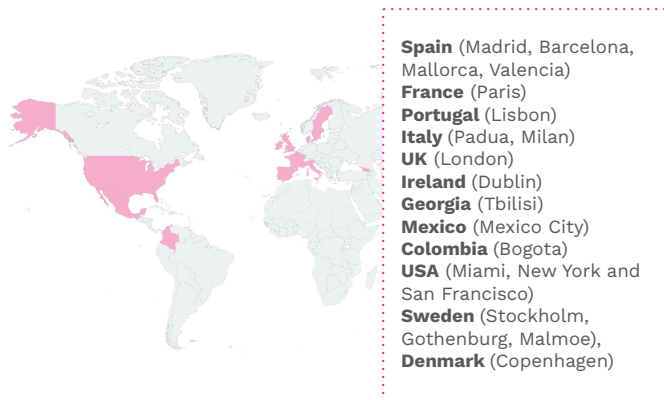 Spain (Madrid, Barcelona,
Mallorca, Valencia)
France (Paris)
Portugal (Lisbon)
Italy (Padua, Milan)
UK (London)
Ireland (Dublin)
Georgia (Tbilisi)
Mexico (Mexico City)
Colombia (Bogota)
USA (Miami, New York and
San Francisco)
Sweden (Stockholm,
Gothenburg, Malmoe),
Denmark (Copenhagen)